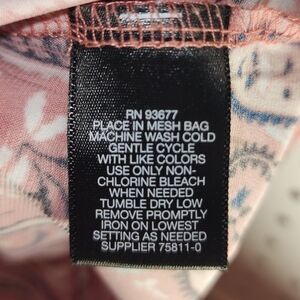 RN 93677
PLACE IN MESH BAG
MACHINE WASH COLD
GENTLE CYCLE
WITH LIKE COLORS
USE ONLY NON-
CHLORINE BLEACH
WHEN NEEDED
TUMBLE DRY LOW
REMOVE PROMPTLY
IRON ON LOWEST
SETTING AS NEEDED
SUPPLIER 75811-0